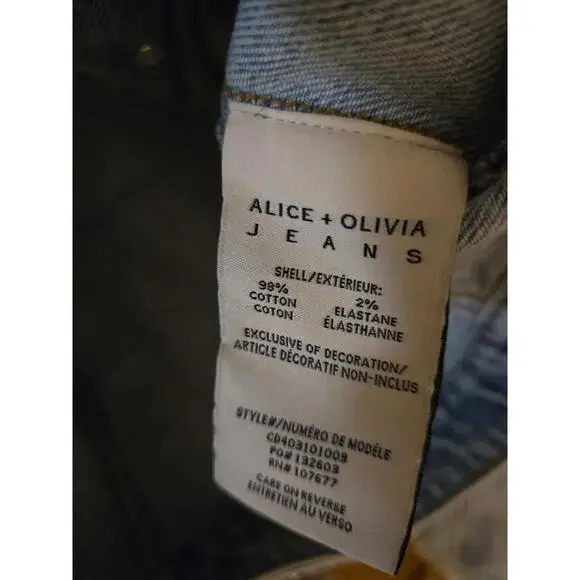 ALICE + OLIVIA
JEANS
SHELL/EXTÉRIEUR:
98% 2%
COTTON ELASTANE
COTON ÉLASTHANNE
EXCLUSIVE OF DECORATION/
ARTICLE DÉCORATIF NON-INCLUS
STYLE#/NUMÉRO DE MODÈLE
CD403101009
PO# 132603
RN# 107677
CARE ON REVERSE
ENTRETIEN AU VERSO